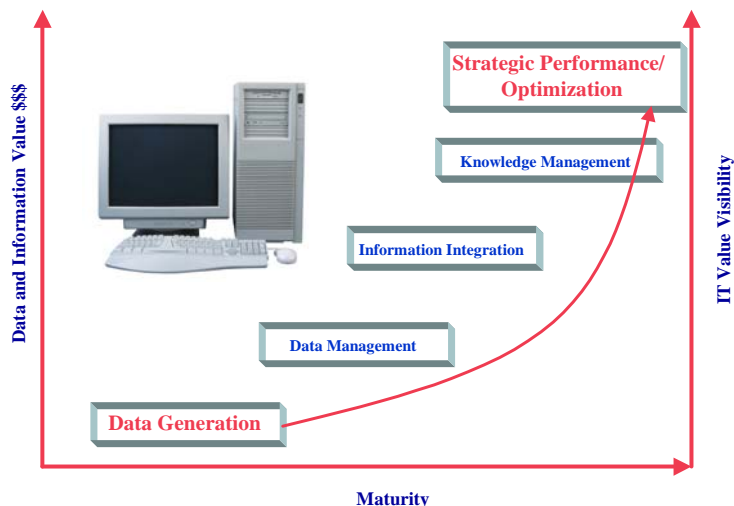 Strategic Performance/
Optimization
Knowledge Management
Information Integration
Data Management
Data Generation
Data and Information Value $$$
IT Value Visibility
Maturity